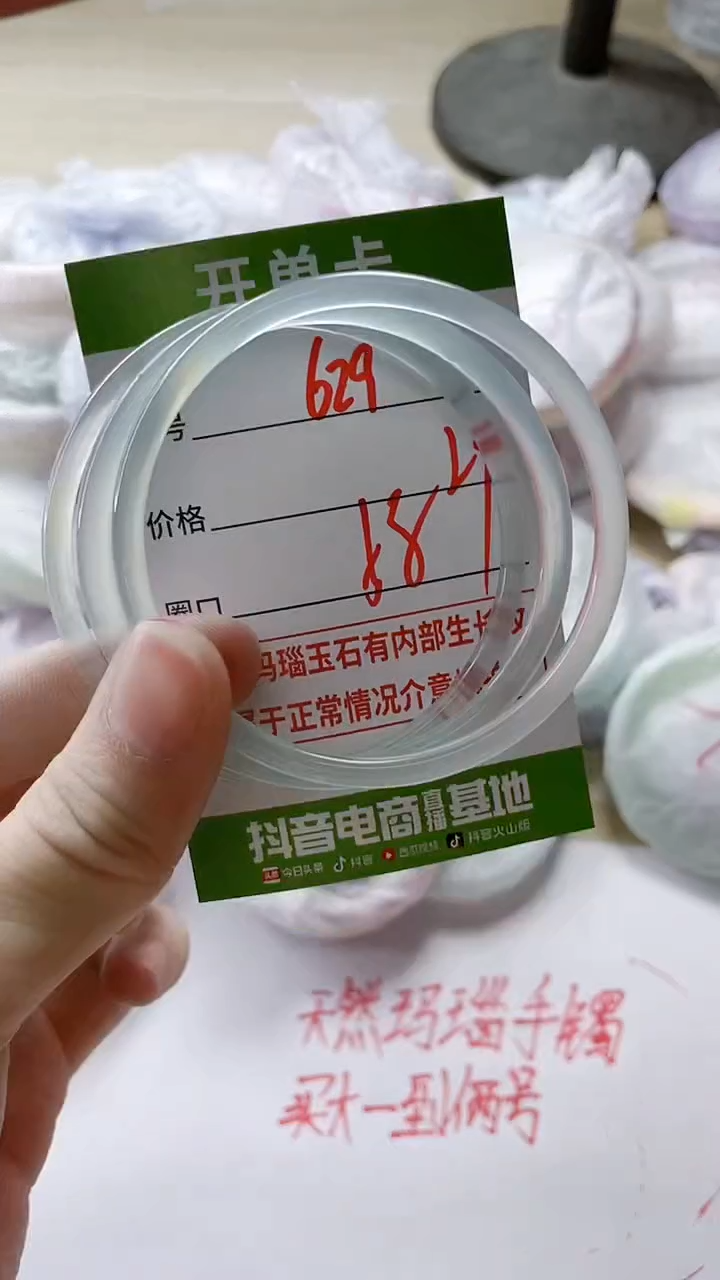 开单卡
号 629
价格
圈口
玛瑙玉石有内部生长
属于正常情况介意
抖音电商直播基地
头条 今日头条 抖音 西瓜视频 抖音火山版
天然玛瑙手镯
买大一到俩号